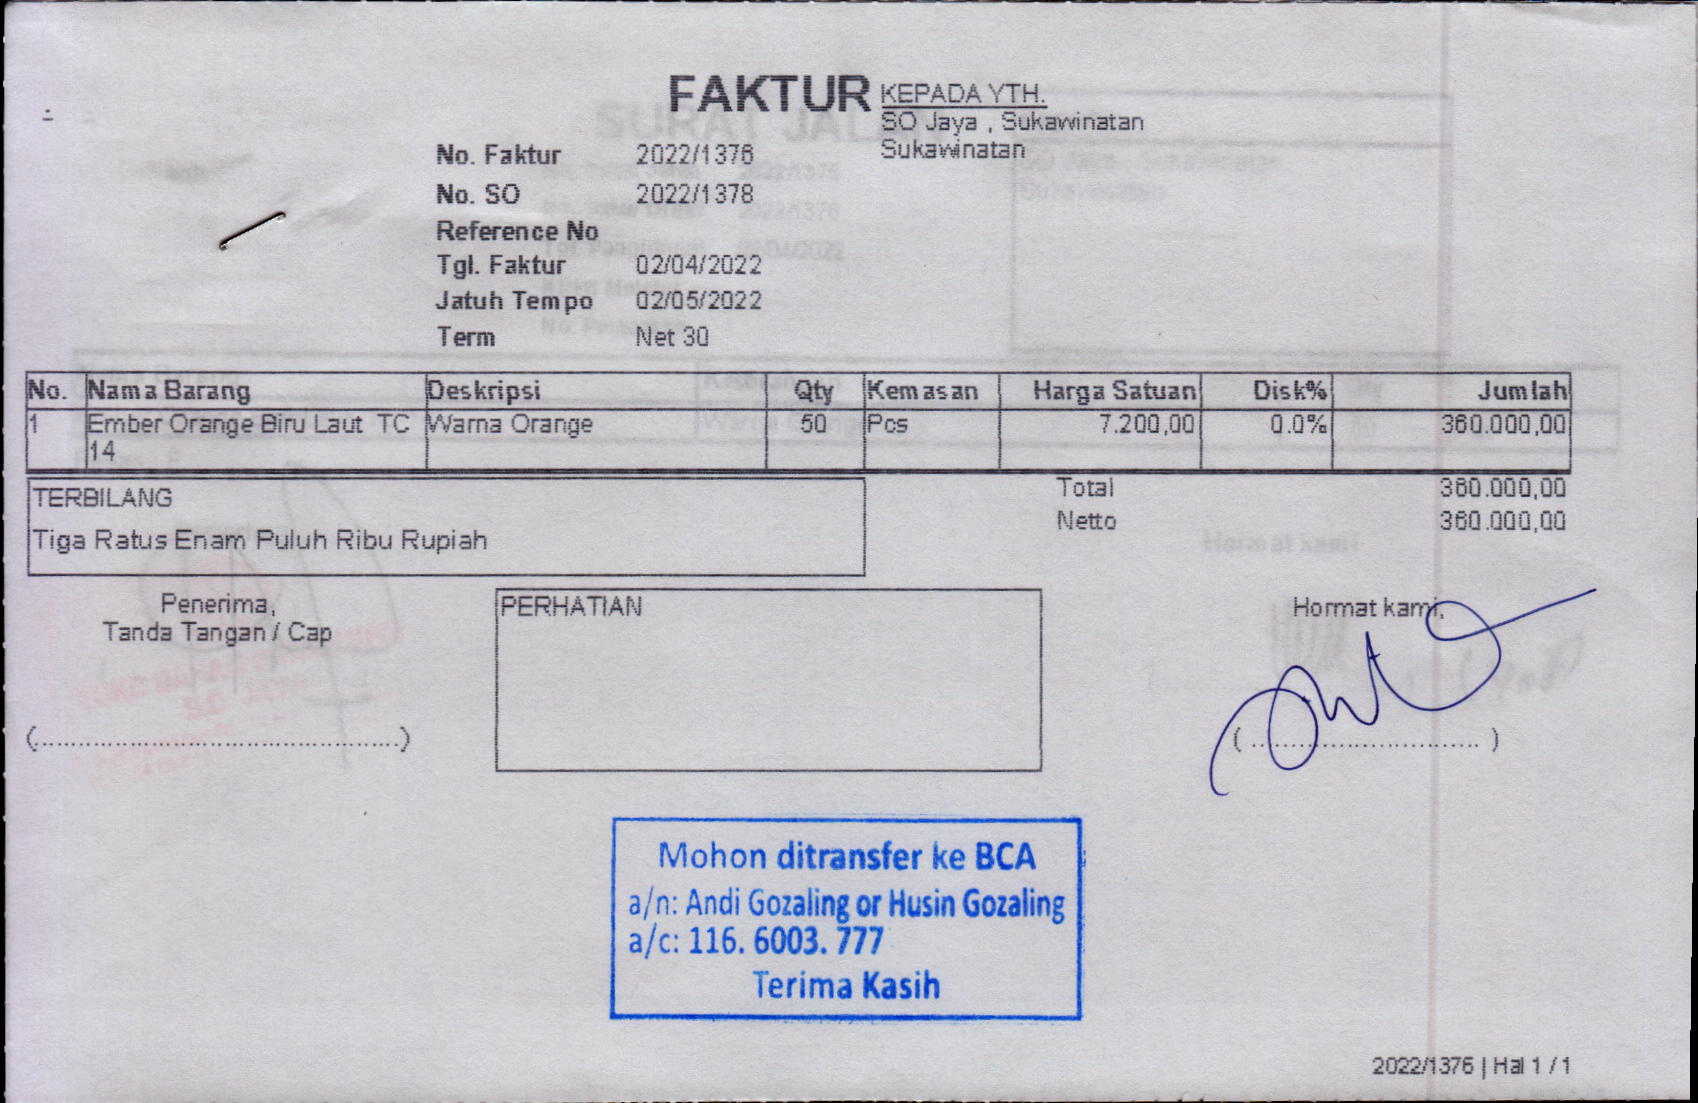 FAKTUR
KEPADA YTH.
SO Jaya , Sukawinatan
Sukawinatan
No. Faktur 2022/1376
No. SO 2022/1378
Reference No
Tgl. Faktur 02/04/2022
Jatuh Tempo 02/05/2022
Term Net 30
No. Nama Barang Deskripsi Qty Kemasan Harga Satuan Disk% Jumlah
1 Ember Orange Biru Laut TC Warna Orange 50 Pcs 7.200,00 0.0% 360.000,00
14
TERBILANG
Tiga Ratus Enam Puluh Ribu Rupiah
Total 360.000,00
Netto 360.000,00
Penerima,
Tanda Tangan / Cap
PERHATIAN
Hormat kami,
Mohon ditransfer ke BCA
a/n: Andi Gozaling or Husin Gozaling
a/c: 116. 6003. 777
Terima Kasih
2022/1376 | Hal 1 / 1